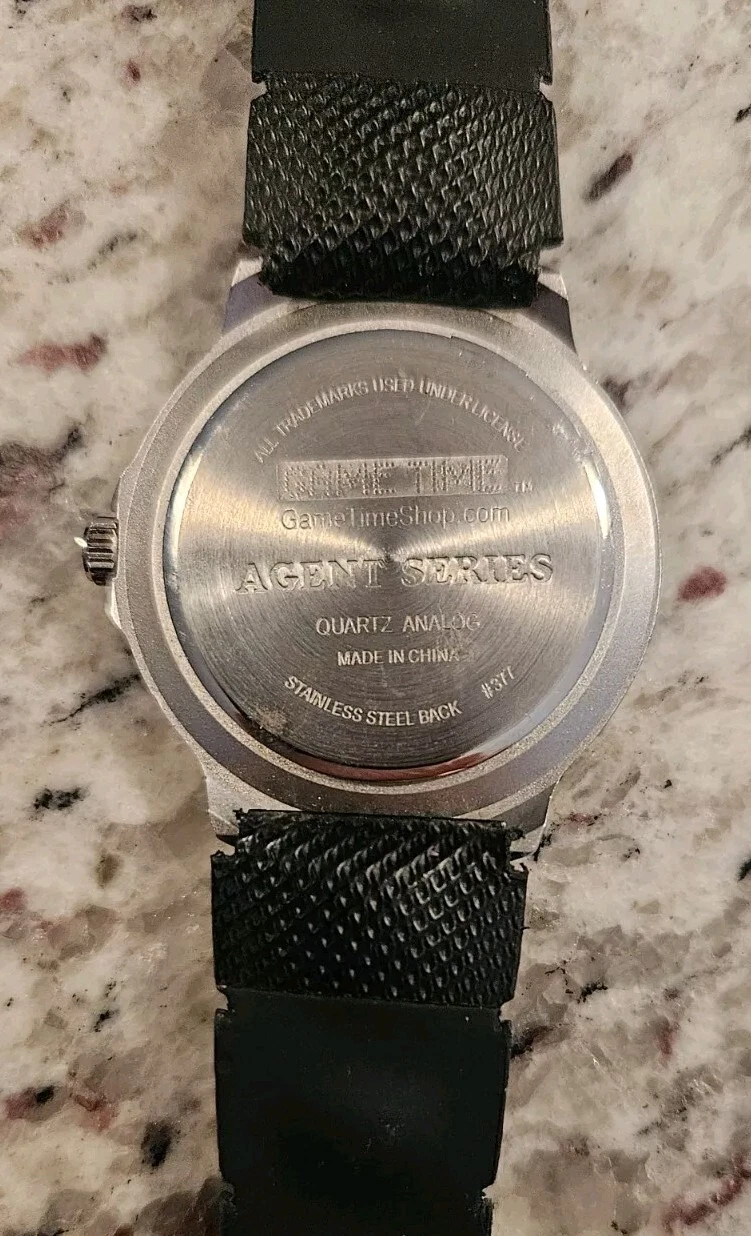 ALL TRADEMARKS USED UNDER LICENSE
GAME TIME™
GameTimeShop.com
AGENT SERIES
QUARTZ ANALOG
MADE IN CHINA
STAINLESS STEEL BACK #377